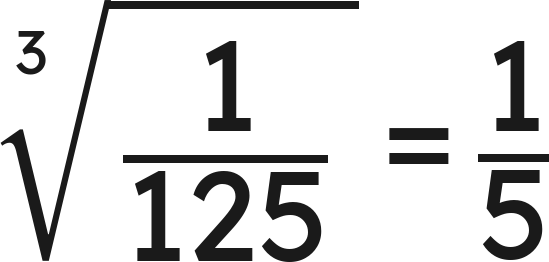 ∛(1/125) = 1/5